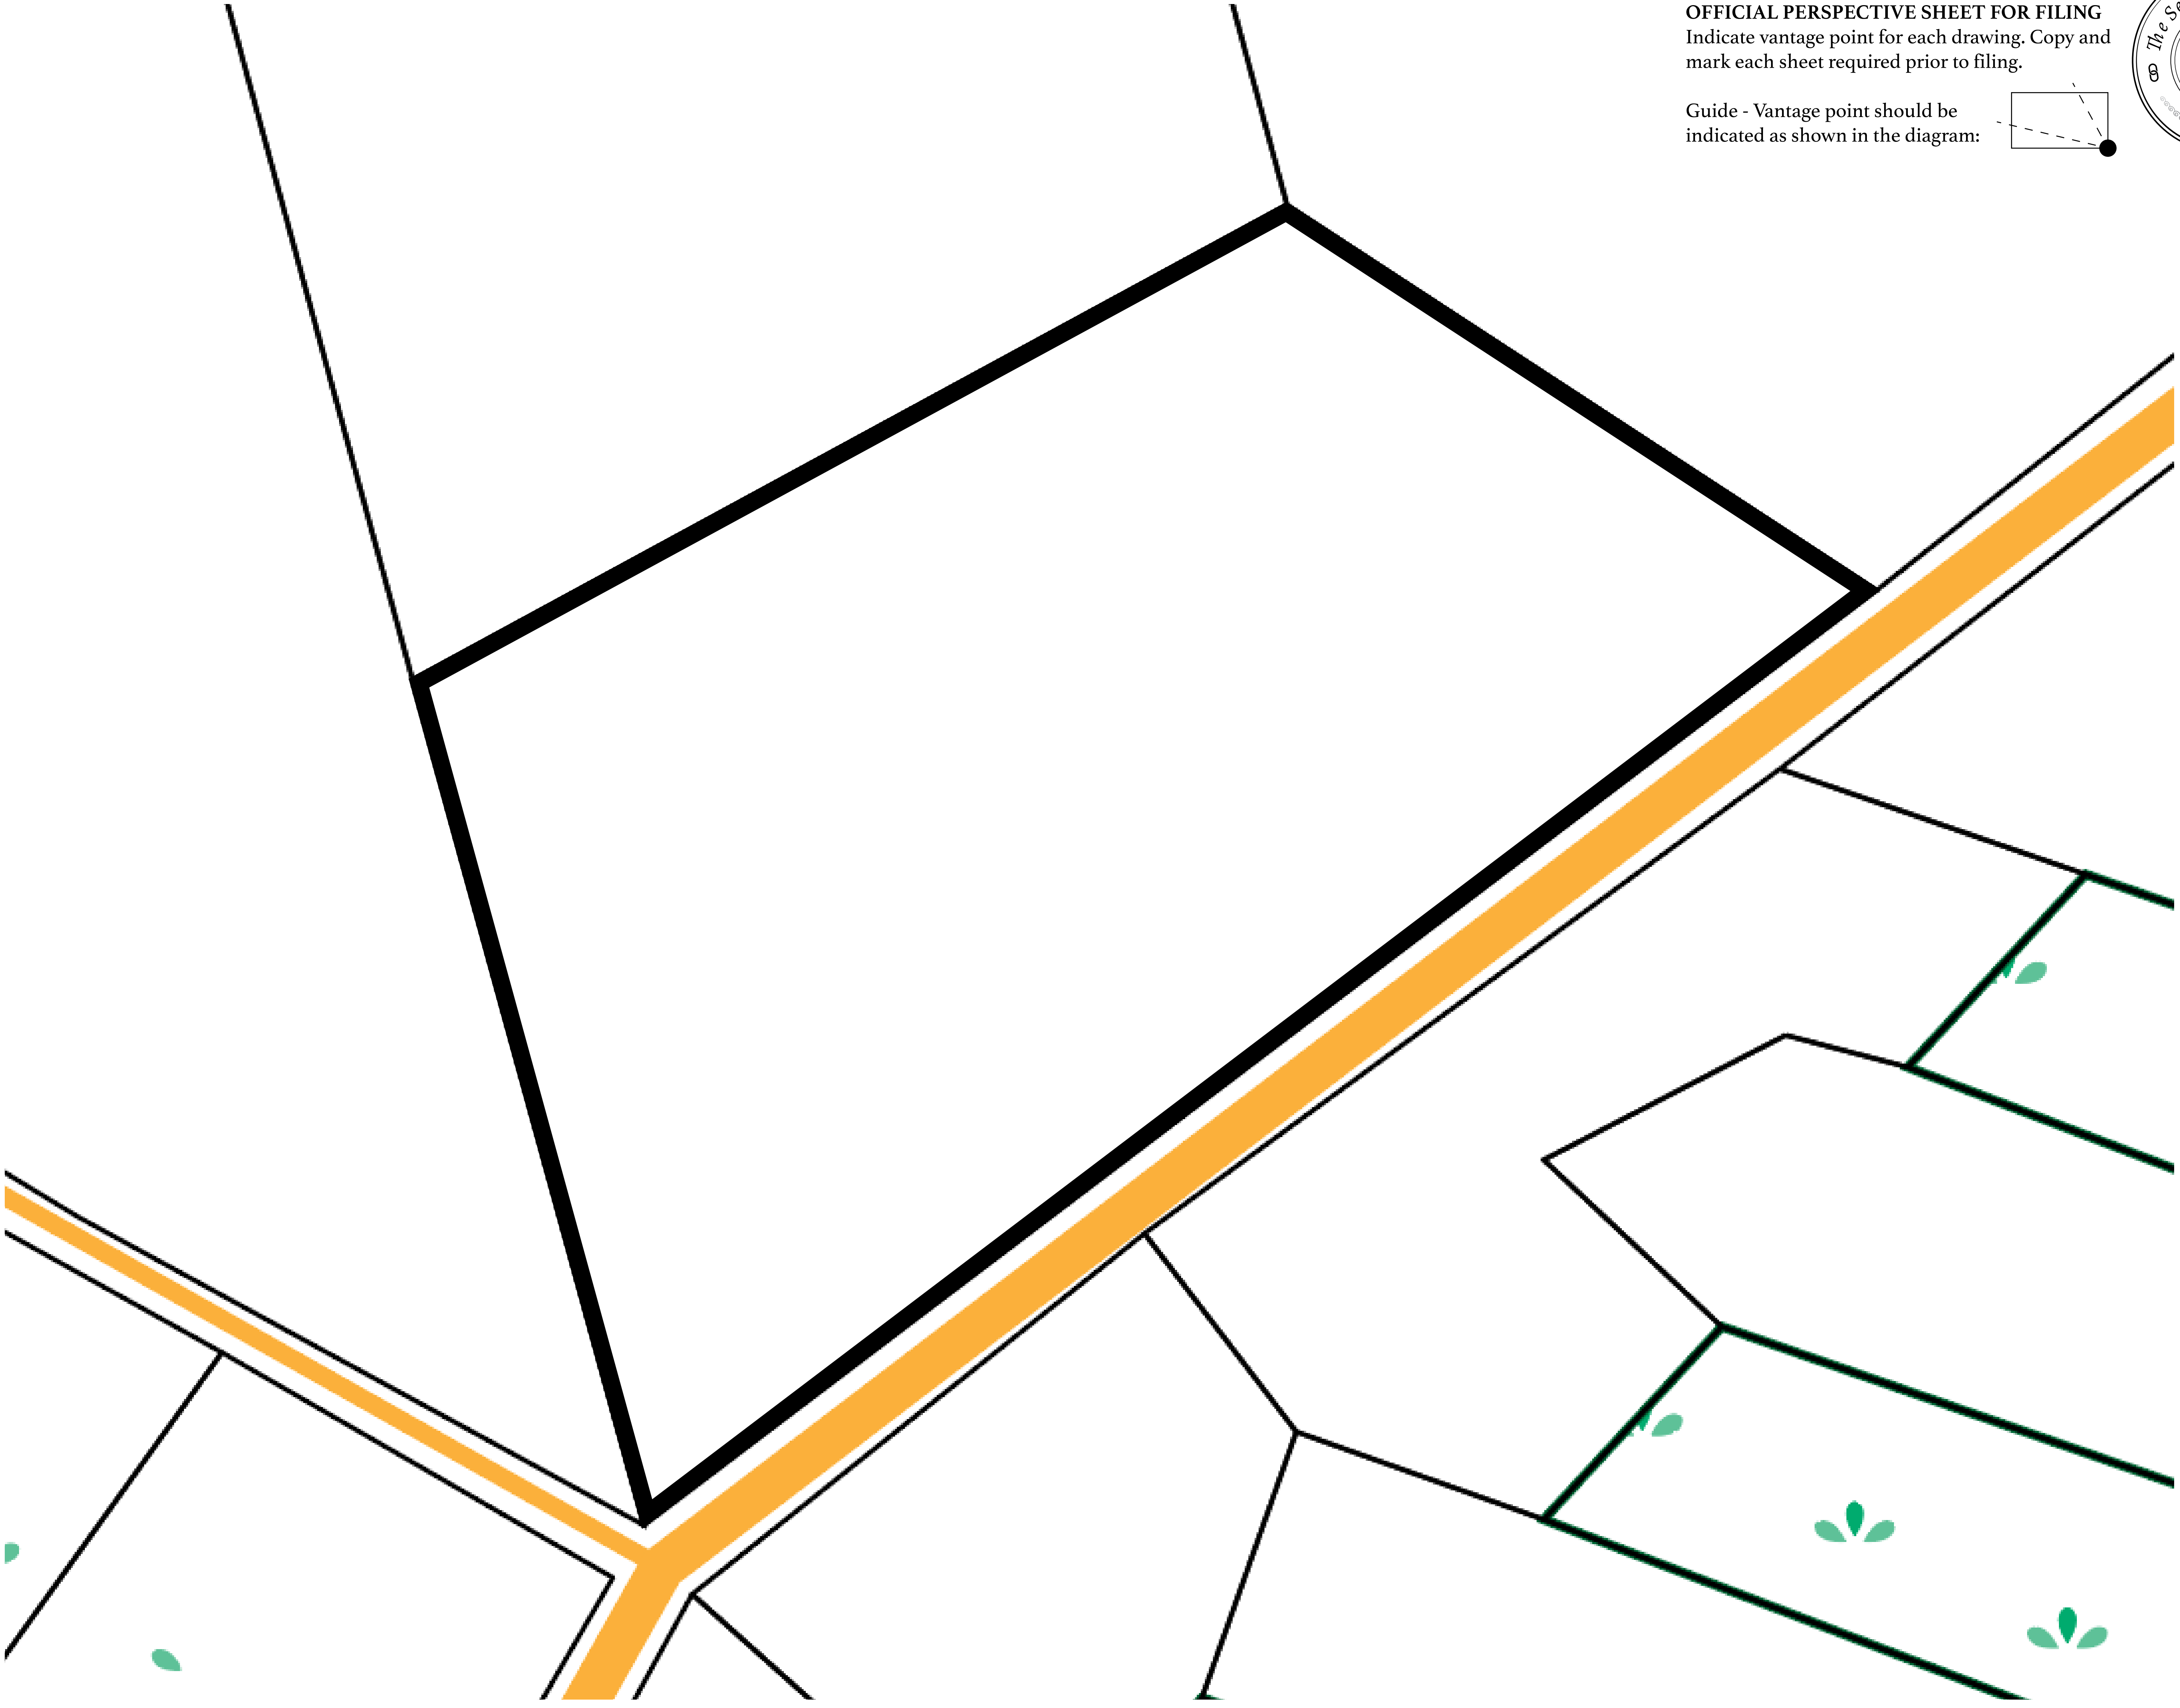 OFFICIAL PERSPECTIVE SHEET FOR FILING
Indicate vantage point for each drawing. Copy and
mark each sheet required prior to filing.
Guide - Vantage point should be
indicated as shown in the diagram:
The